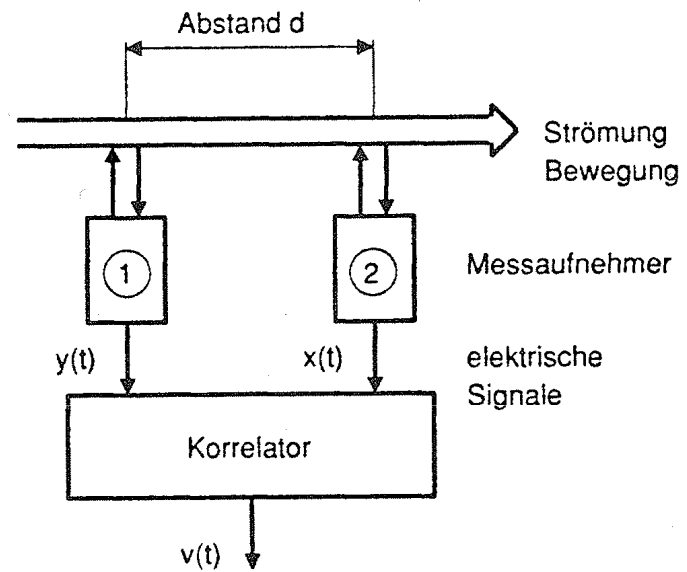 Abstand d
Strömung
Bewegung
1
2
Messaufnehmer
y(t)
x(t)
elektrische
Signale
Korrelator
v(t)